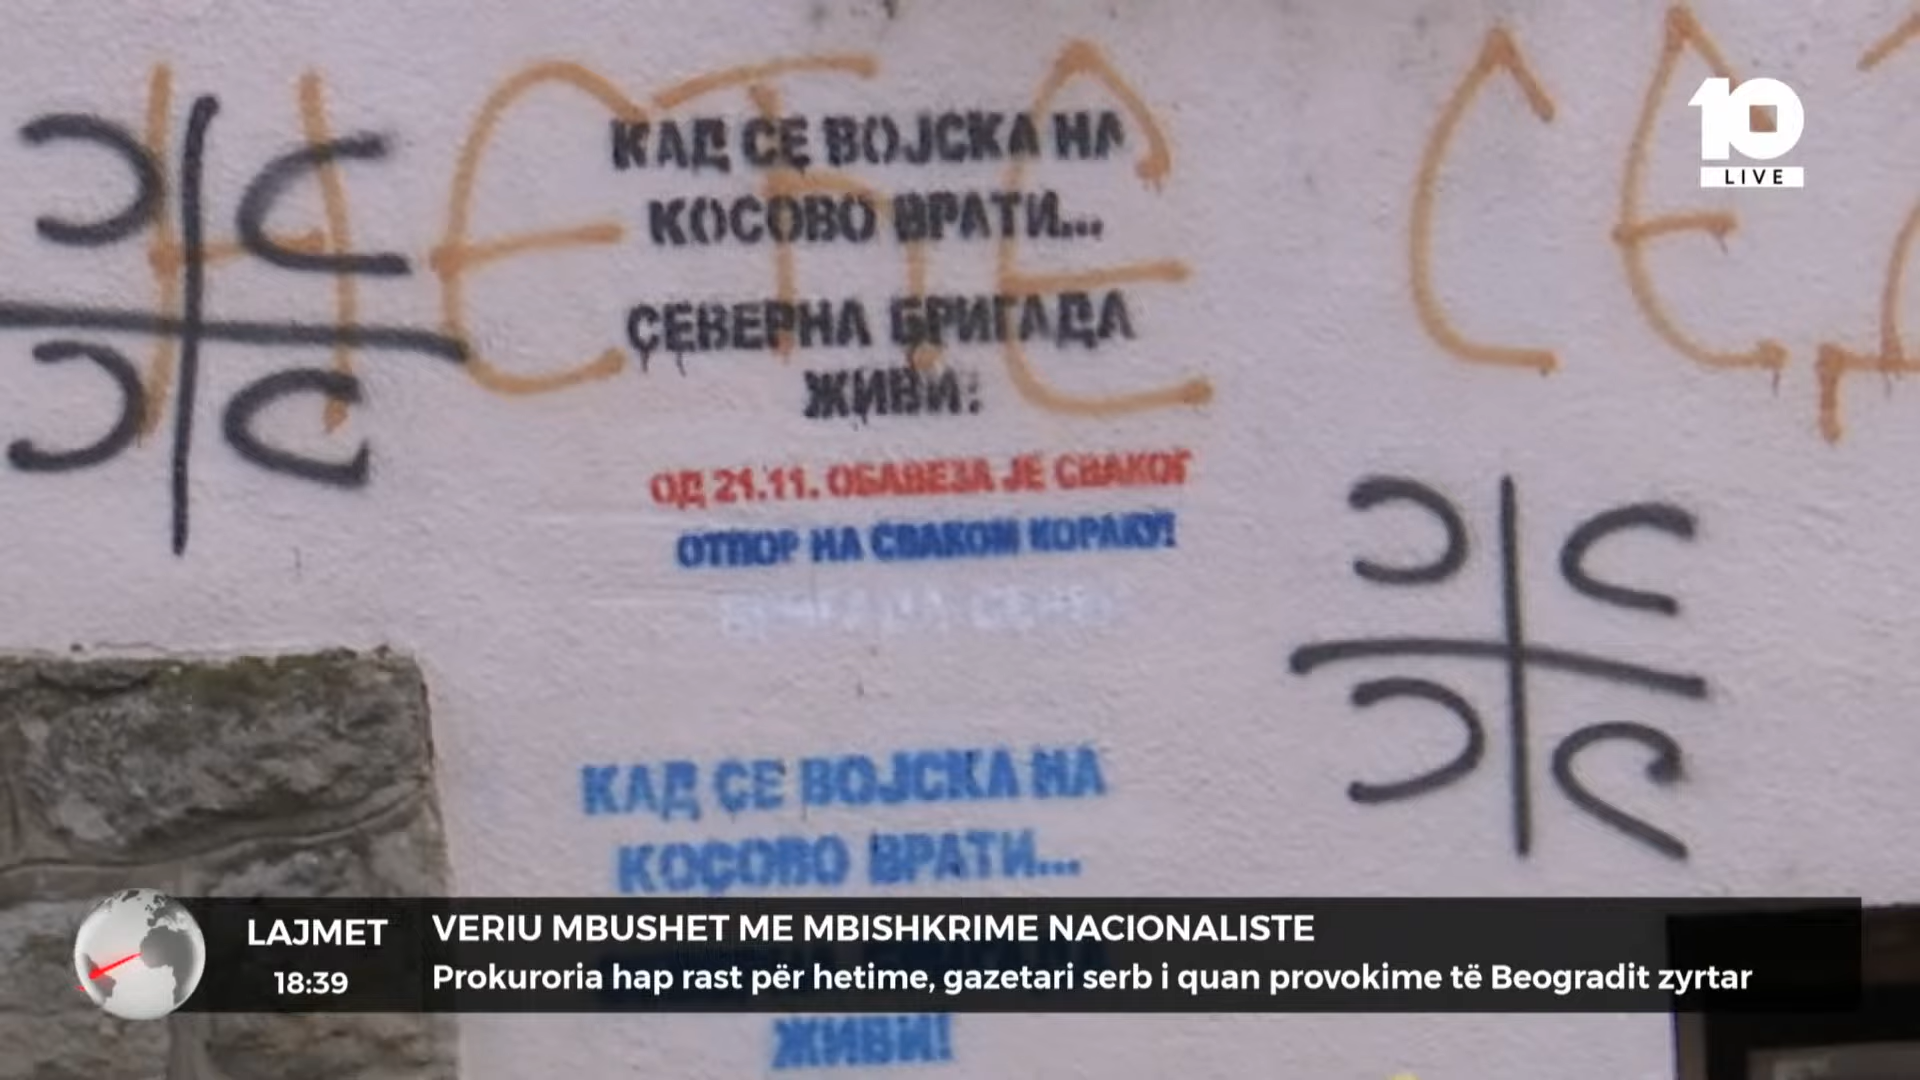 КАД СЕ ВОЈСКА НА
КОСОВО ВРАТИ...
СЕВЕРНА БРИГАДА
ЖИВИ!
ОД 21.11. ОБАВЕЗА ЈЕ СВАКОГ
ОТПОР НА СВАКОМ КОРАКУ!
КАД СЕ ВОЈСКА НА
КОСОВО ВРАТИ...
ЖИВИ!
10
LIVE
LAJMET
18:39
VERIU MBUSHET ME MBISHKRIME NACIONALISTE
Prokuroria hap rast për hetime, gazetari serb i quan provokime të Beogradit zyrtar